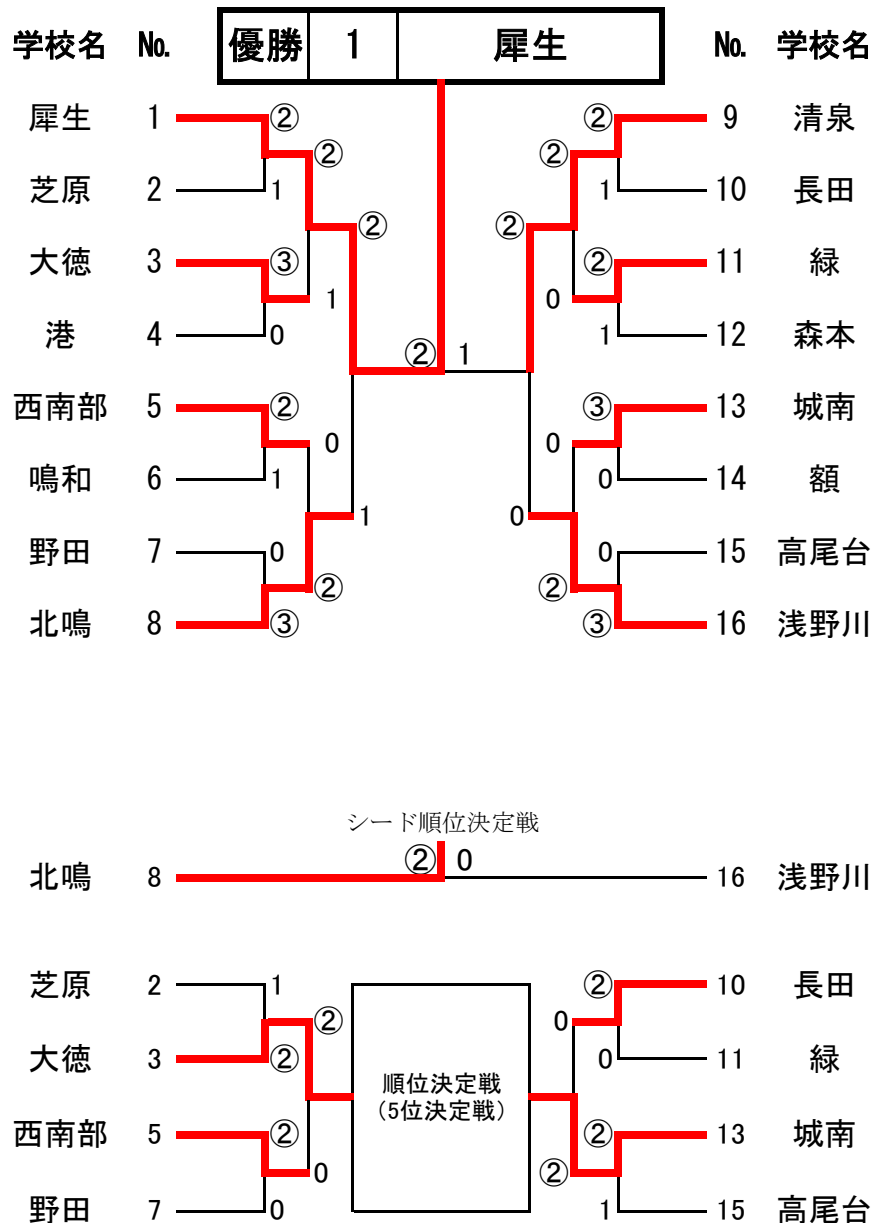 学校名 No. 優勝 1 犀生 No. 学校名
犀生 1 ② ② 9 清泉
② ②
芝原 2 1 1 10 長田
② ②
大徳 3 ③ ② 11 緑
1 0
港 4 0 1 12 森本
② 1
西南部 5 ② ③ 13 城南
0 0
鳴和 6 1 0 14 額
1 0
野田 7 0 0 15 高尾台
② ②
北鳴 8 ③ ③ 16 浅野川
シード順位決定戦
② 0
北鳴 8 16 浅野川
芝原 2 1 ② 10 長田
② 0
大徳 3 ② 0 11 緑
順位決定戦
(5位決定戦)
西南部 5 ② ② 13 城南
0 ②
野田 7 0 1 15 高尾台